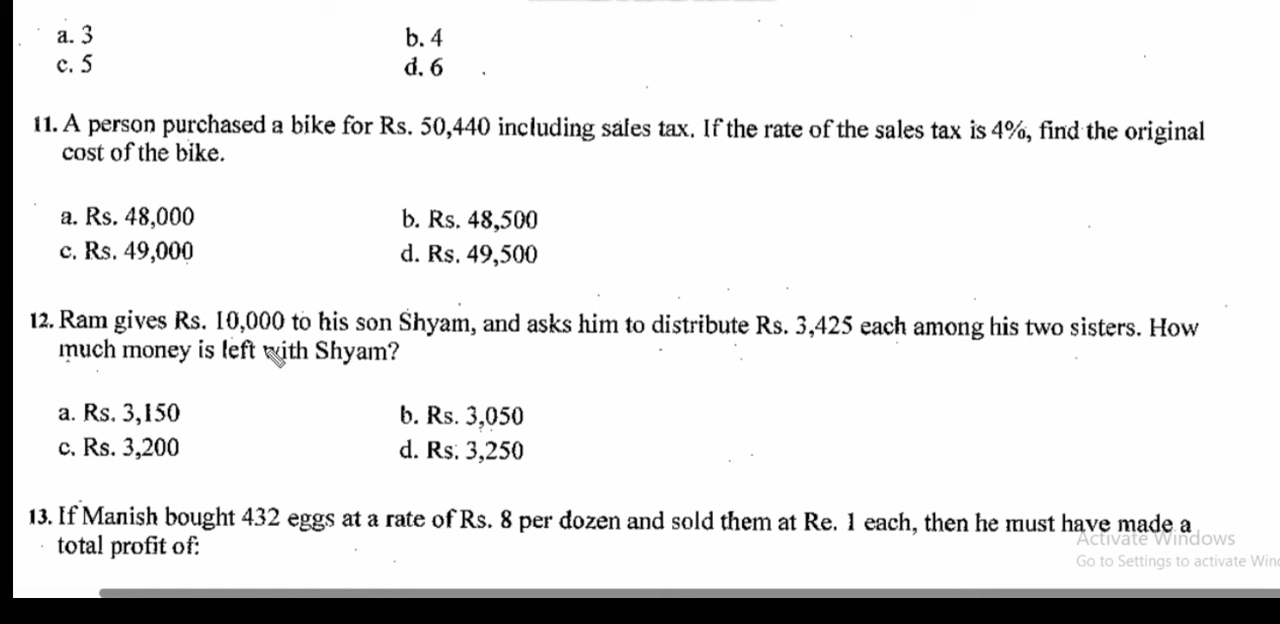 a. 3 b. 4
c. 5 d. 6
11. A person purchased a bike for Rs. 50,440 including sales tax. If the rate of the sales tax is 4%, find the original
cost of the bike.
a. Rs. 48,000 b. Rs. 48,500
c. Rs. 49,000 d. Rs. 49,500
12. Ram gives Rs. 10,000 to his son Shyam, and asks him to distribute Rs. 3,425 each among his two sisters. How
much money is left with Shyam?
a. Rs. 3,150 b. Rs. 3,050
c. Rs. 3,200 d. Rs. 3,250
13. If Manish bought 432 eggs at a rate of Rs. 8 per dozen and sold them at Re. 1 each, then he must have made a
total profit of:
Activate Windows
Go to Settings to activate